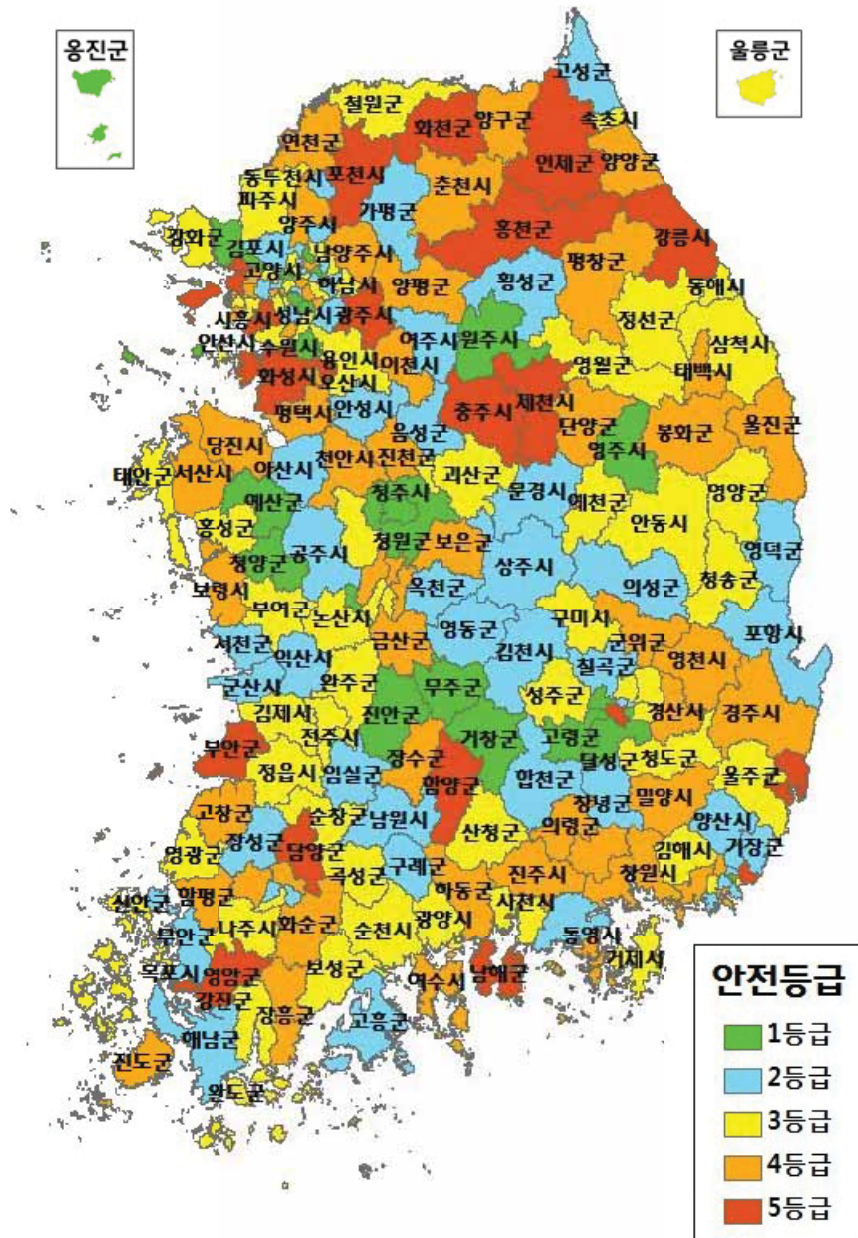 옹진군
울릉군
고성군
철원군
화천군
양구군
속초시
연천군
인제군
양양군
동두천시
포천시
파주시
춘천시
가평군
양주시
강화군
김포시
홍천군
강릉시
고양시
남양주시
평창군
하남시
양평군
횡성군
동해시
시흥시
성남시
광주시
정선군
여주시
원주시
삼척시
안산시
수원시
용인시
이천시
영월군
태백시
화성시
오산시
평택시
안성시
충주시
제천시
단양군
봉화군
울진군
음성군
영주시
당진시
태안군
서산시
아산시
천안시
진천군
괴산군
청주시
문경시
예천군
영양군
예산군
안동시
홍성군
공주시
청원군
보은군
영덕군
청양군
상주시
청송군
보령시
옥천군
의성군
부여군
논산시
구미시
서천군
금산군
영동군
군위군
포항시
익산시
김천시
칠곡군
영천시
군산시
완주군
무주군
성주군
김제시
진안군
경산시
경주시
전주시
거창군
고령군
부안군
장수군
달성군
청도군
정읍시
임실군
함양군
합천군
울주군
고창군
순창군
남원시
창녕군
밀양시
장성군
의령군
양산시
담양군
산청군
영광군
구례군
김해시
기장군
곡성군
함평군
하동군
진주시
창원시
신안군
나주시
화순군
순천시
광양시
사천시
무안군
통영시
목포시
영암군
보성군
여수시
남해군
거제시
강진군
장흥군
고흥군
해남군
진도군
완도군
안전등급
1등급
2등급
3등급
4등급
5등급